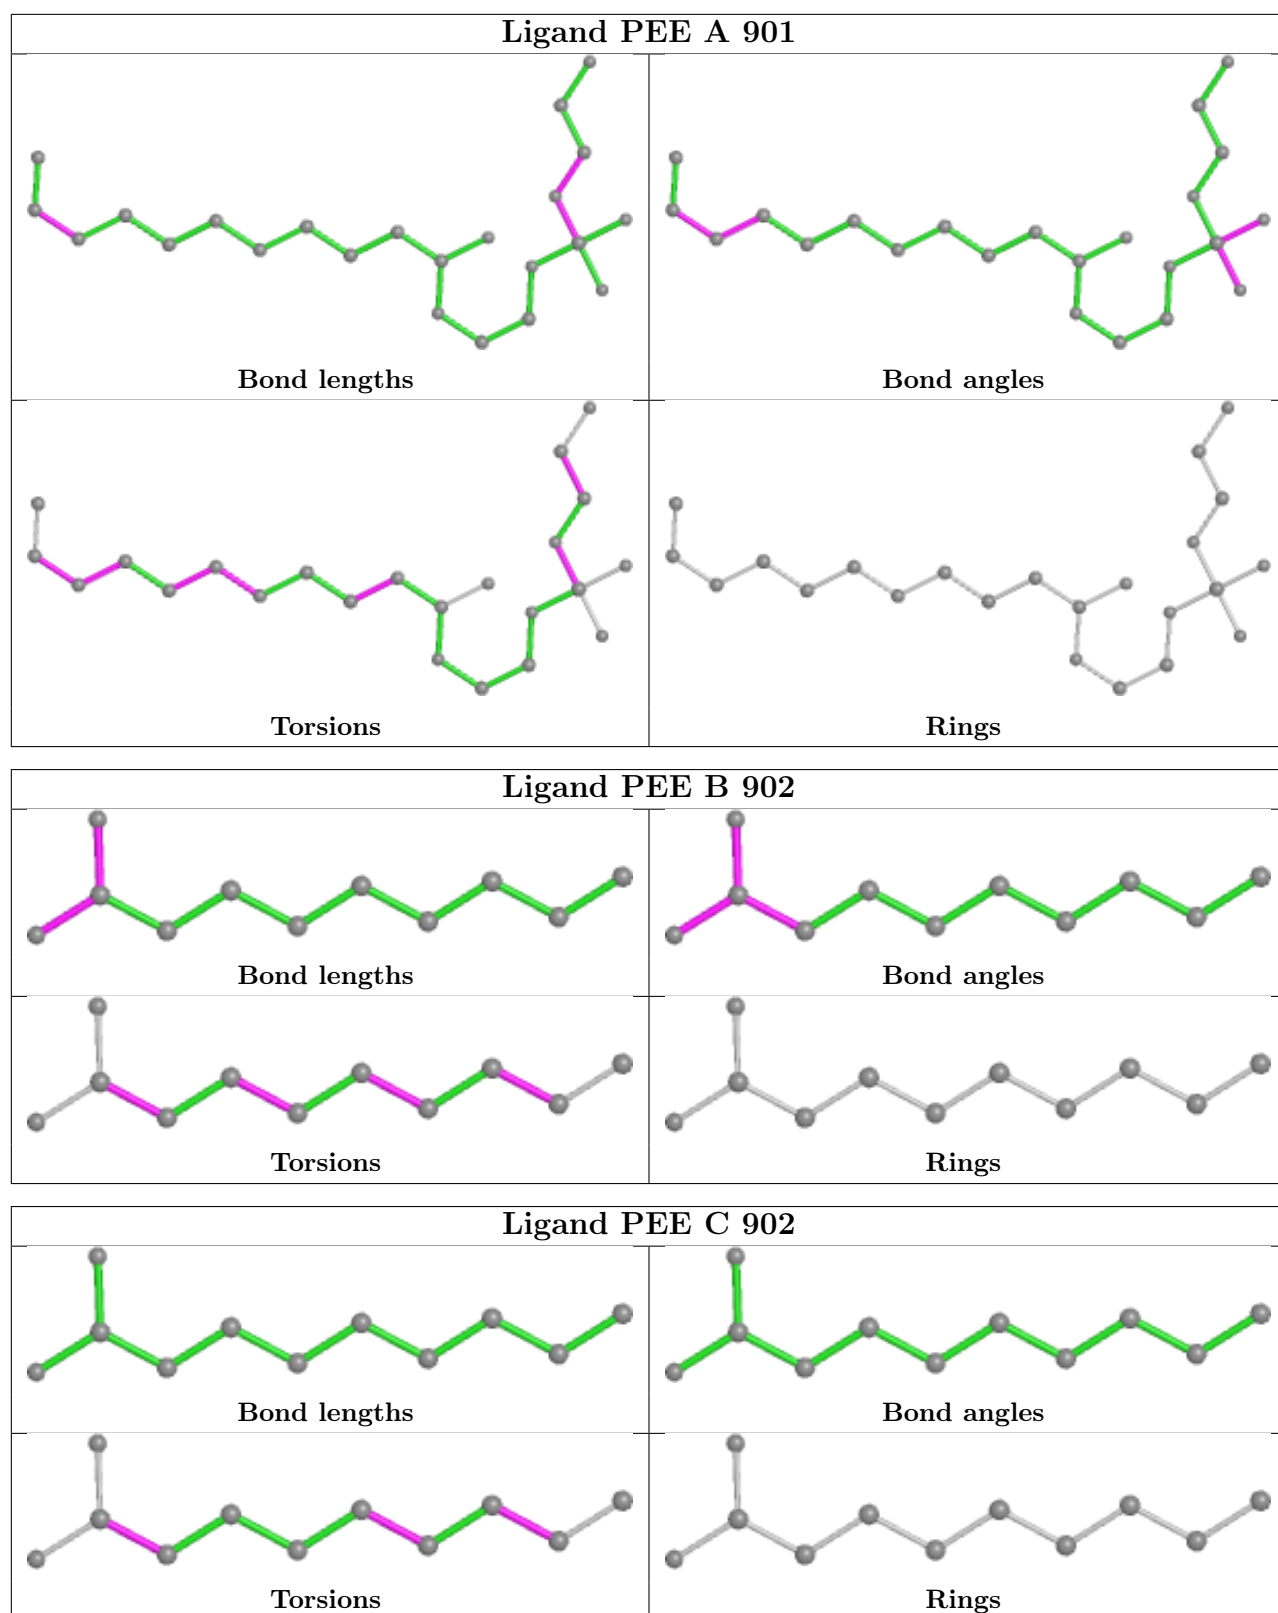 Ligand PEE A 901
Bond lengths
Bond angles
Torsions
Rings
Ligand PEE B 902
Bond lengths
Bond angles
Torsions
Rings
Ligand PEE C 902
Bond lengths
Bond angles
Torsions
Rings